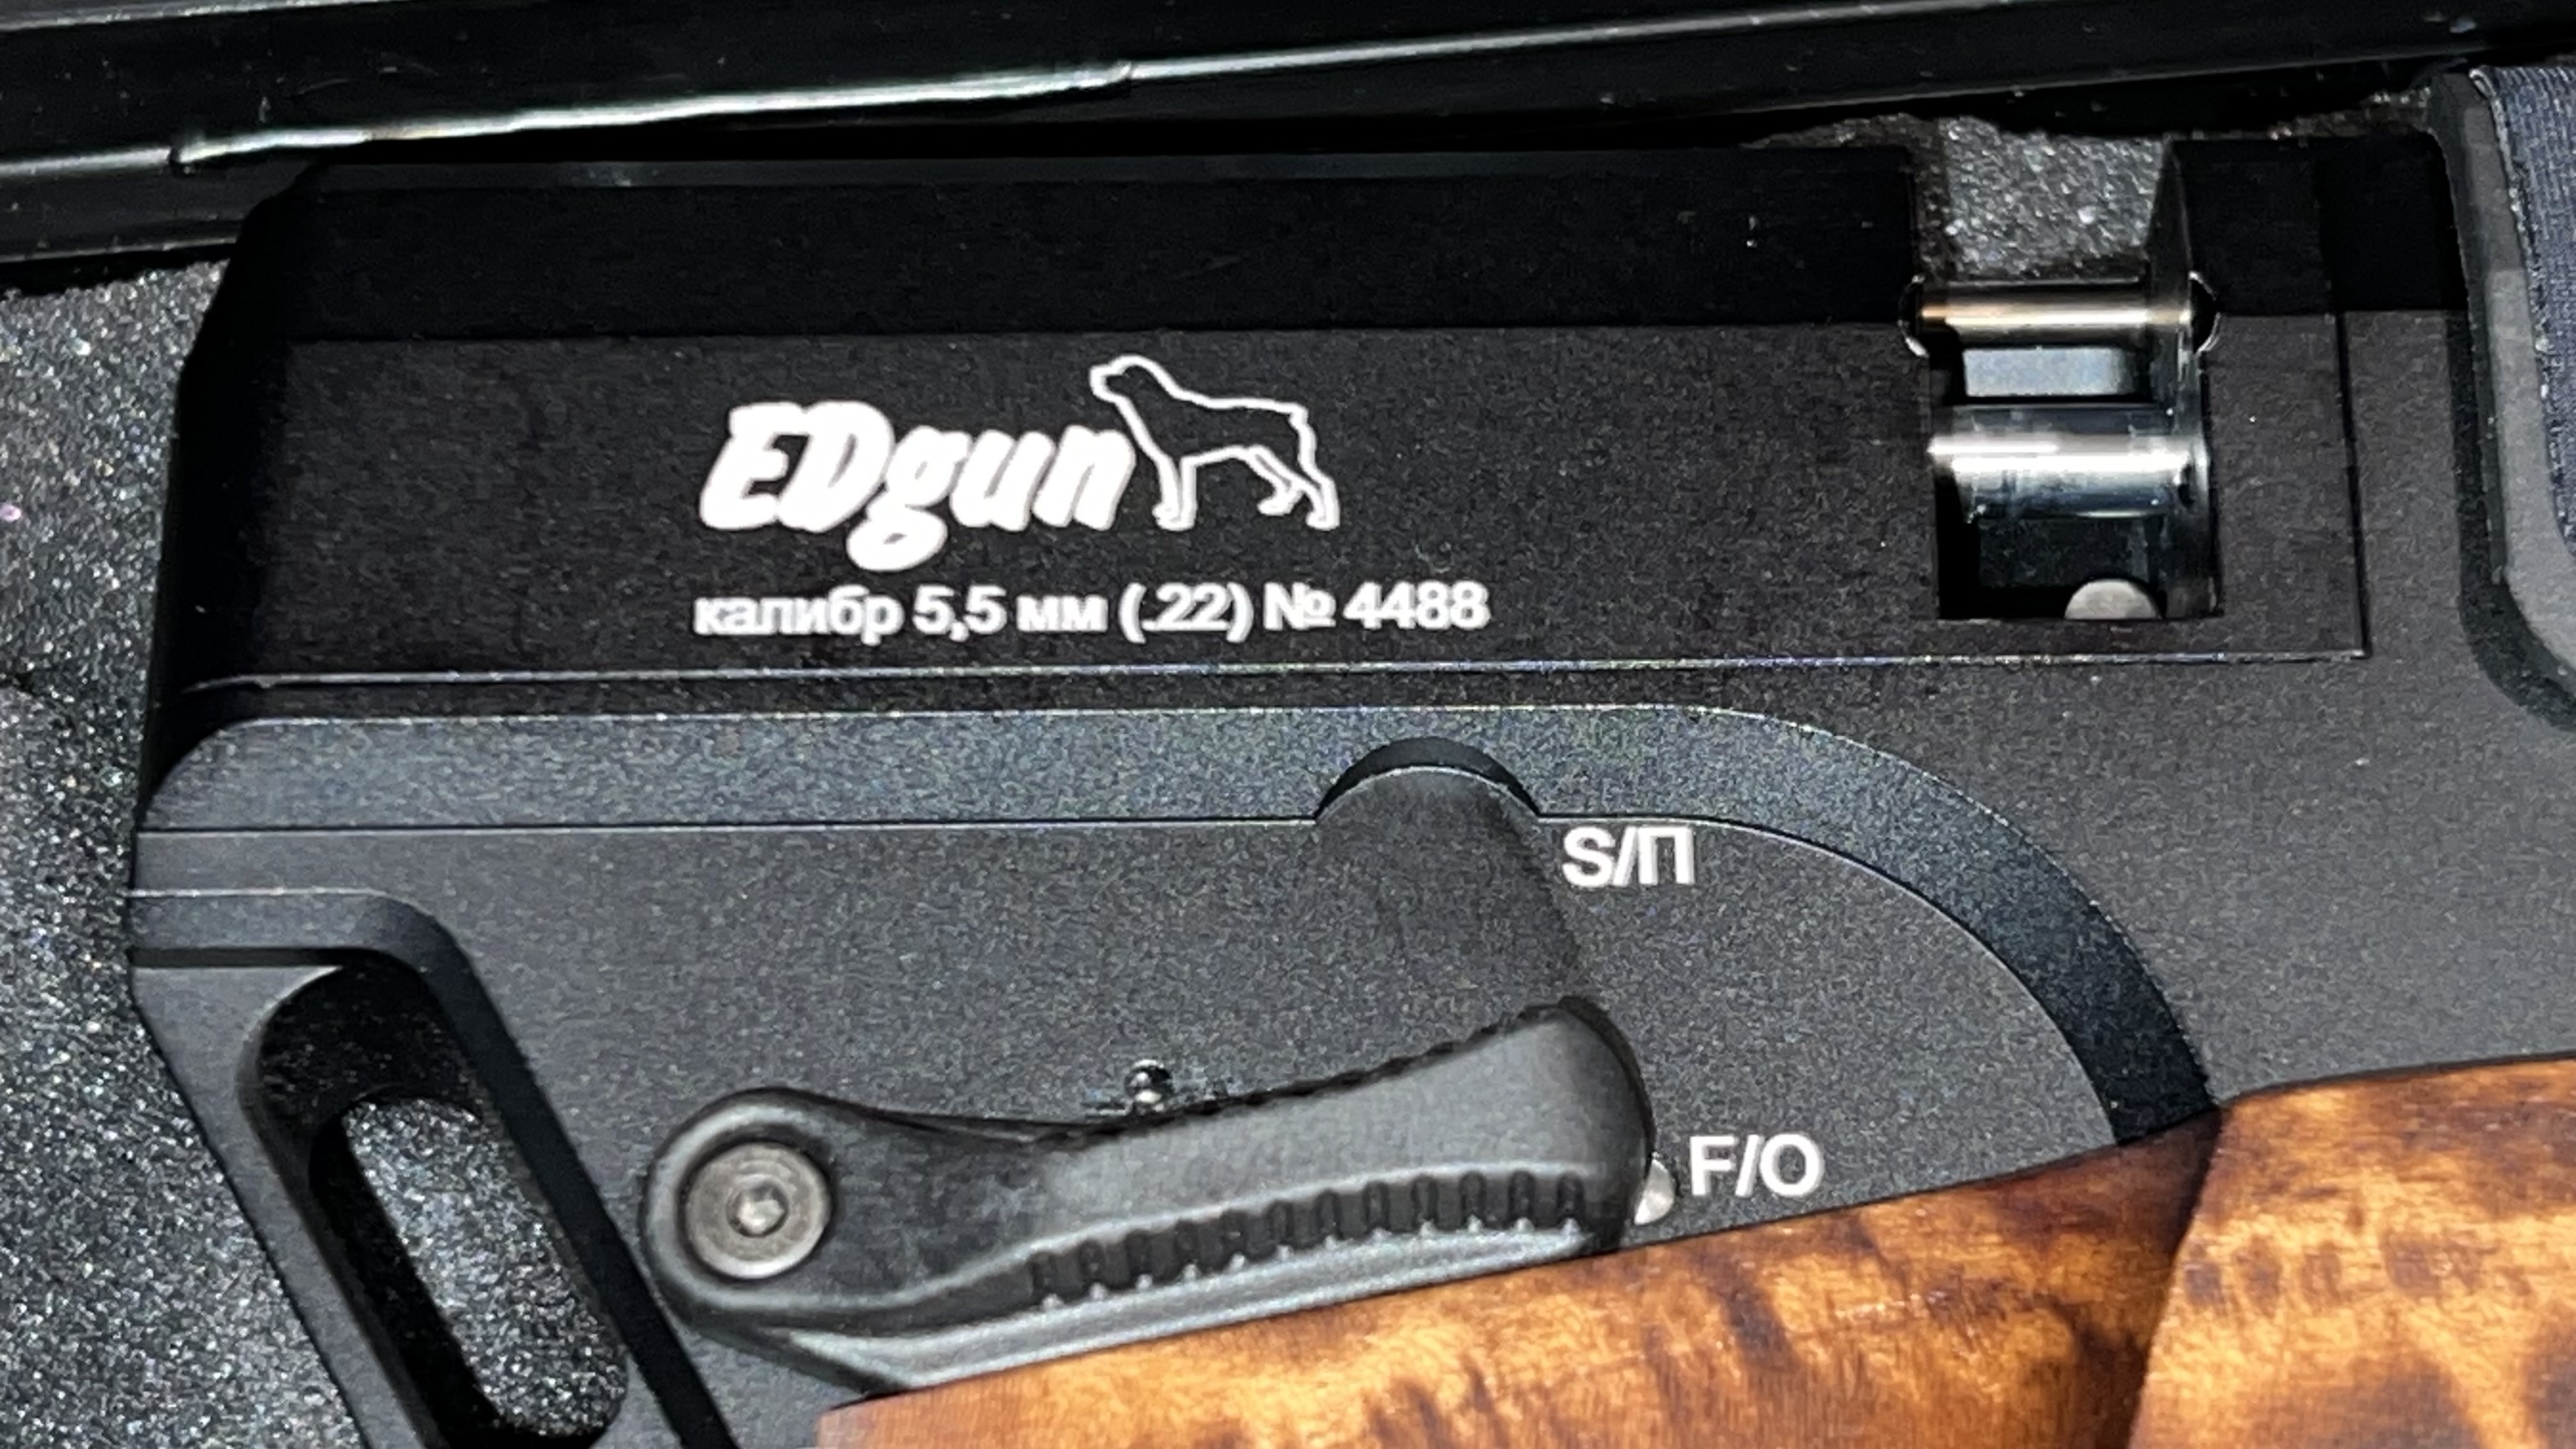 EDgun
калибр 5,5 мм (.22) № 4488
S/П
F/O